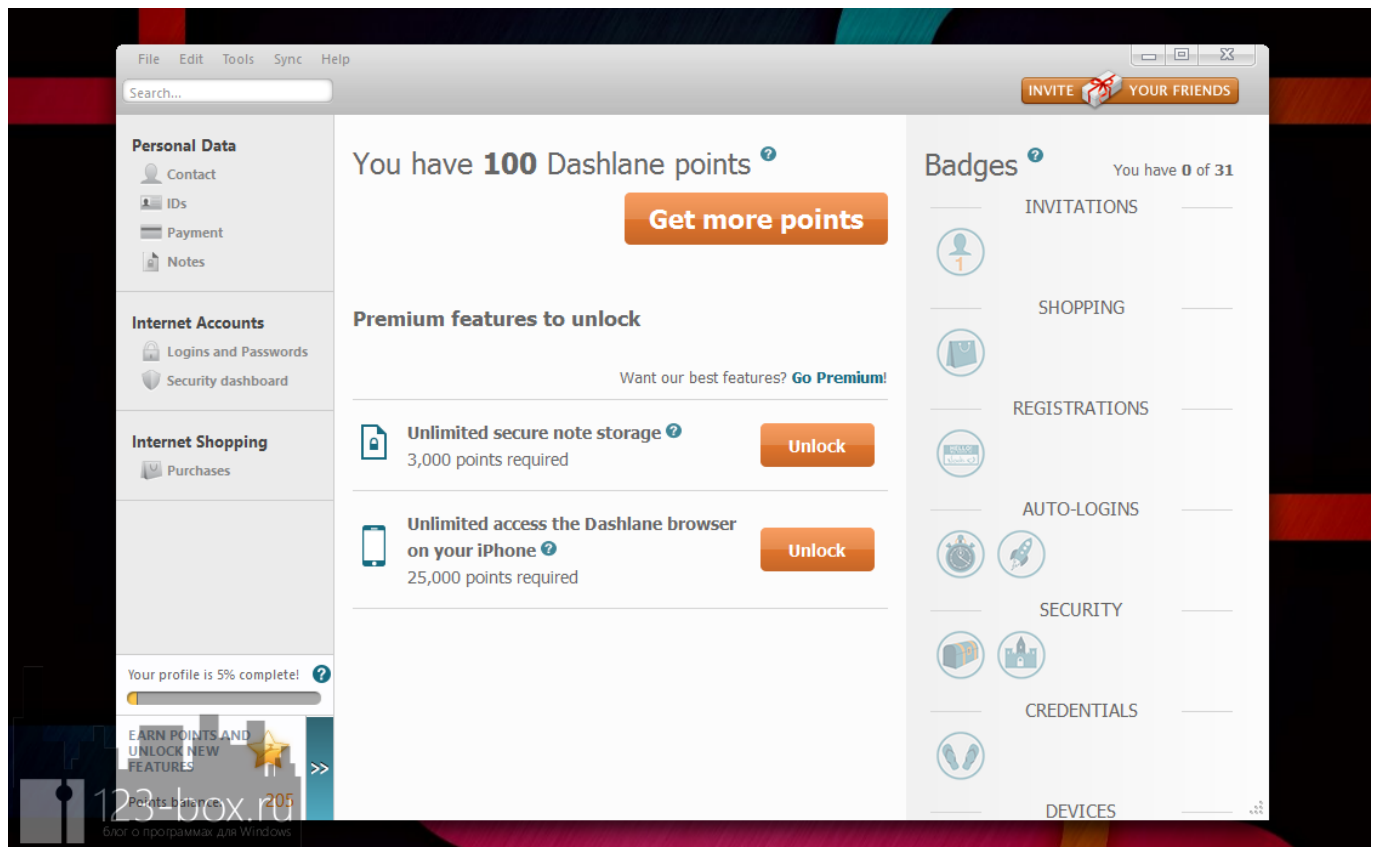 File Edit Tools Sync Help
Search...
INVITE YOUR FRIENDS
Personal Data
Contact
IDs
Payment
Notes
Internet Accounts
Logins and Passwords
Security dashboard
Internet Shopping
Purchases
Your profile is 5% complete! ?
EARN POINTS AND
UNLOCK NEW
FEATURES
>>
Points balance 205
You have 100 Dashlane points ?
Get more points
Premium features to unlock
Want our best features? Go Premium!
Unlimited secure note storage ?
3,000 points required
Unlock
Unlimited access the Dashlane browser
on your iPhone ?
25,000 points required
Unlock
Badges ?
You have 0 of 31
INVITATIONS
1
SHOPPING
REGISTRATIONS
AUTO-LOGINS
SECURITY
CREDENTIALS
DEVICES
123-box.ru
блог о программах для Windows